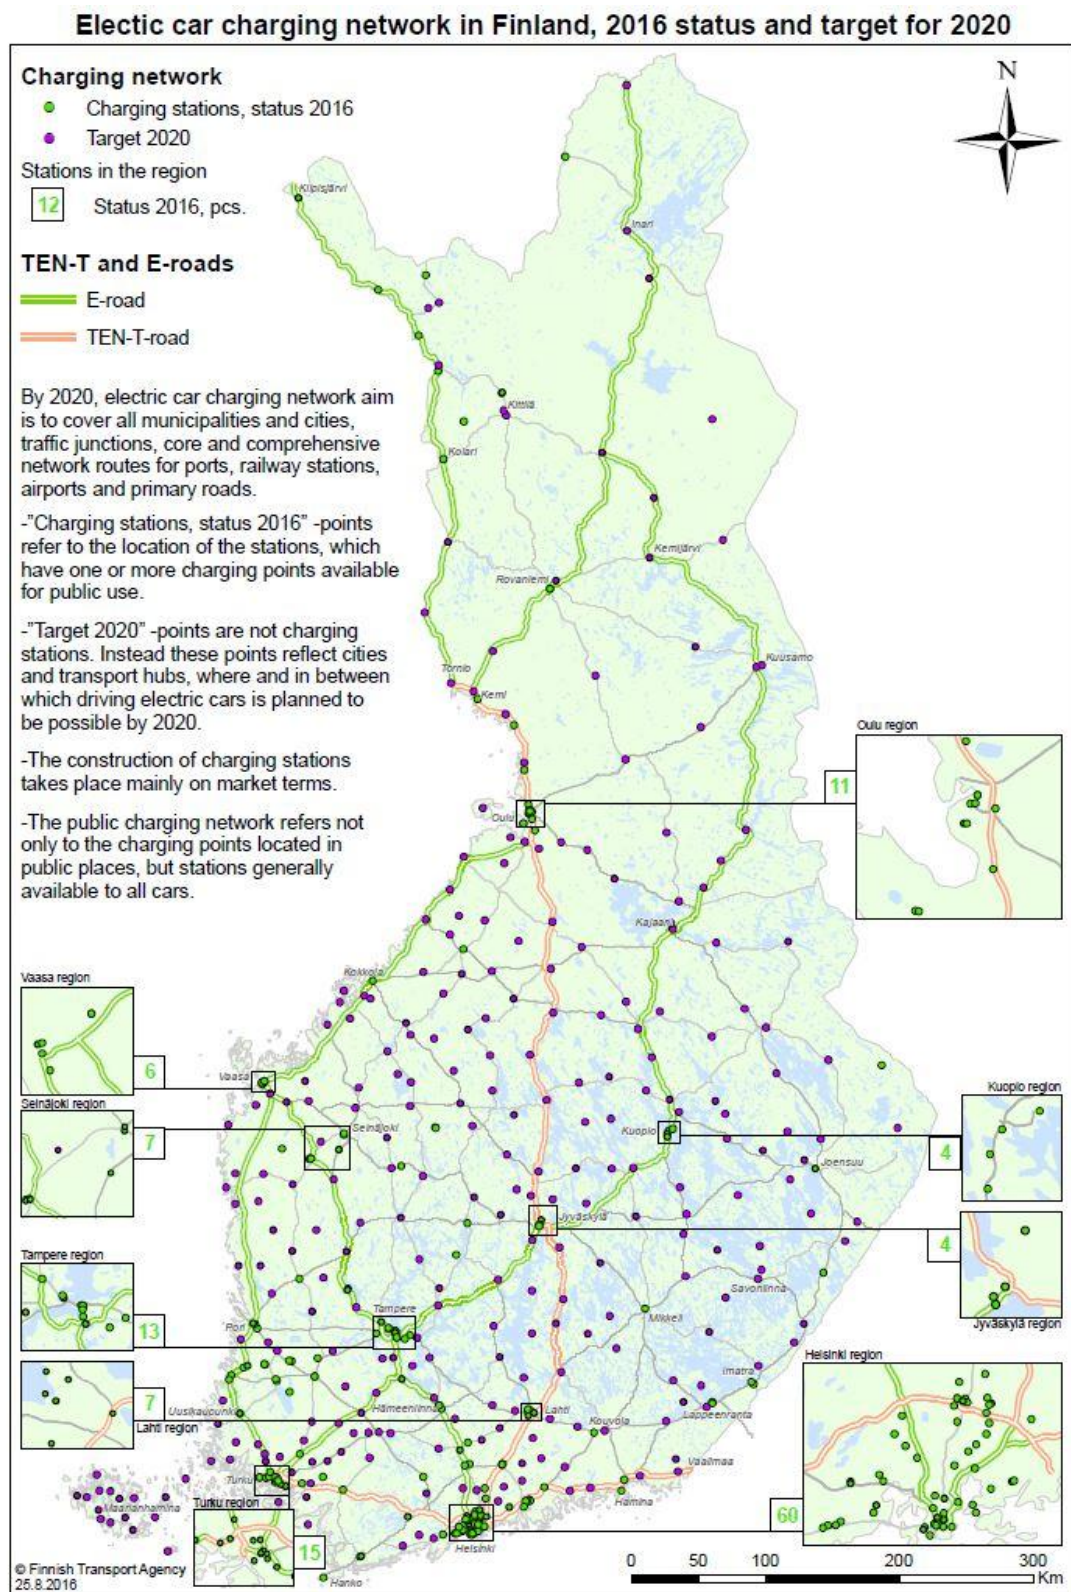 Electic car charging network in Finland, 2016 status and target for 2020
Charging network
Charging stations, status 2016
Target 2020
Stations in the region
12 Status 2016, pcs.
TEN-T and E-roads
E-road
TEN-T-road
By 2020, electric car charging network aim
is to cover all municipalities and cities,
traffic junctions, core and comprehensive
network routes for ports, railway stations,
airports and primary roads.
-"Charging stations, status 2016" -points
refer to the location of the stations, which
have one or more charging points available
for public use.
-"Target 2020" -points are not charging
stations. Instead these points reflect cities
and transport hubs, where and in between
which driving electric cars is planned to
be possible by 2020.
-The construction of charging stations
takes place mainly on market terms.
-The public charging network refers not
only to the charging points located in
public places, but stations generally
available to all cars.
N
Kilpisjärvi
Inari
Kittilä
Kolari
Kemijärvi
Rovaniemi
Kuusamo
Tornio
Kemi
Oulu region
11
Oulu
Kajaani
Kokkola
Vaasa region
6
Vaasa
Seinäjoki region
7
Seinäjoki
Kuopio region
4
Kuopio
Joensuu
Jyväskylä
4
Jyväskylä region
Tampere region
13
Tampere
Savonlinna
Mikkeli
Pori
Helsinki region
60
Imatra
Lappeenranta
Uusikaupunki
Hämeenlinna
7
Lahti
Lahti region
Kouvola
Vaalimaa
Hamina
Turku
Turku region
15
Maarianhamina
Helsinki
Hanko
© Finnish Transport Agency
25.8.2016
0 50 100 200 300
Km